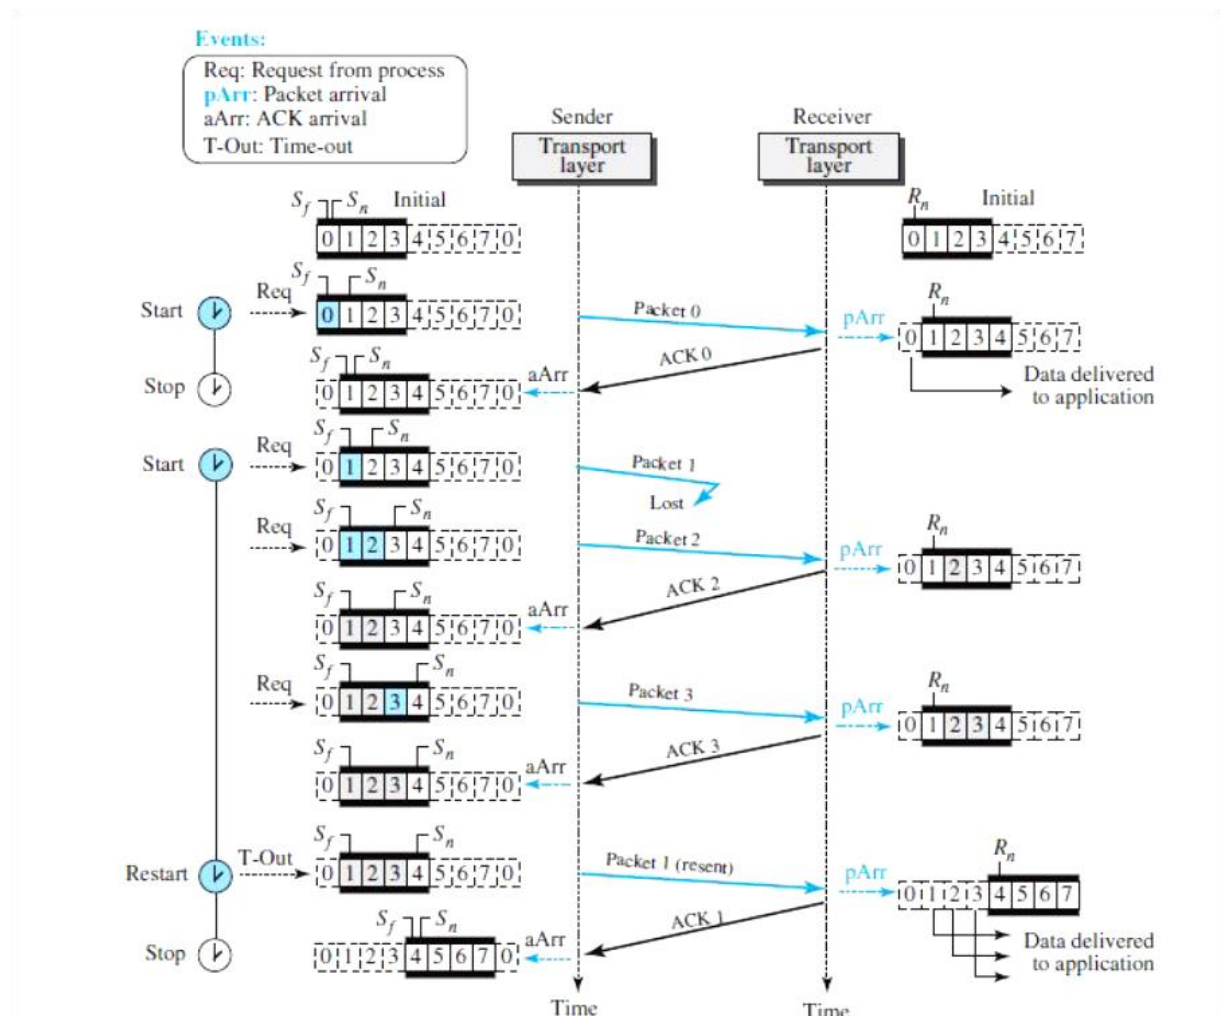 Events:
Req: Request from process
pArr: Packet arrival
aArr: ACK arrival
T-Out: Time-out
Sender
Receiver
Transport layer
Transport layer
Sf Sn Initial
0 1 2 3 4 5 6 7 0
Rn Initial
0 1 2 3 4 5 6 7
Start
Req
Sf Sn
0 1 2 3 4 5 6 7 0
Packet 0
pArr
Rn
0 1 2 3 4 5 6 7
Data delivered
to application
Stop
Sf Sn
0 1 2 3 4 5 6 7 0
aArr
ACK 0
Start
Req
Sf Sn
0 1 2 3 4 5 6 7 0
Packet 1
Lost
Req
Sf Sn
0 1 2 3 4 5 6 7 0
Packet 2
pArr
Rn
0 1 2 3 4 5 6 7
Sf Sn
0 1 2 3 4 5 6 7 0
aArr
ACK 2
Req
Sf Sn
0 1 2 3 4 5 6 7 0
Packet 3
pArr
Rn
0 1 2 3 4 5 6 7
Sf Sn
0 1 2 3 4 5 6 7 0
aArr
ACK 3
Restart
T-Out
Sf Sn
0 1 2 3 4 5 6 7 0
Packet 1 (resent)
pArr
Rn
0 1 2 3 4 5 6 7
Data delivered
to application
Stop
Sf Sn
0 1 2 3 4 5 6 7 0
aArr
ACK 1
Time
Time